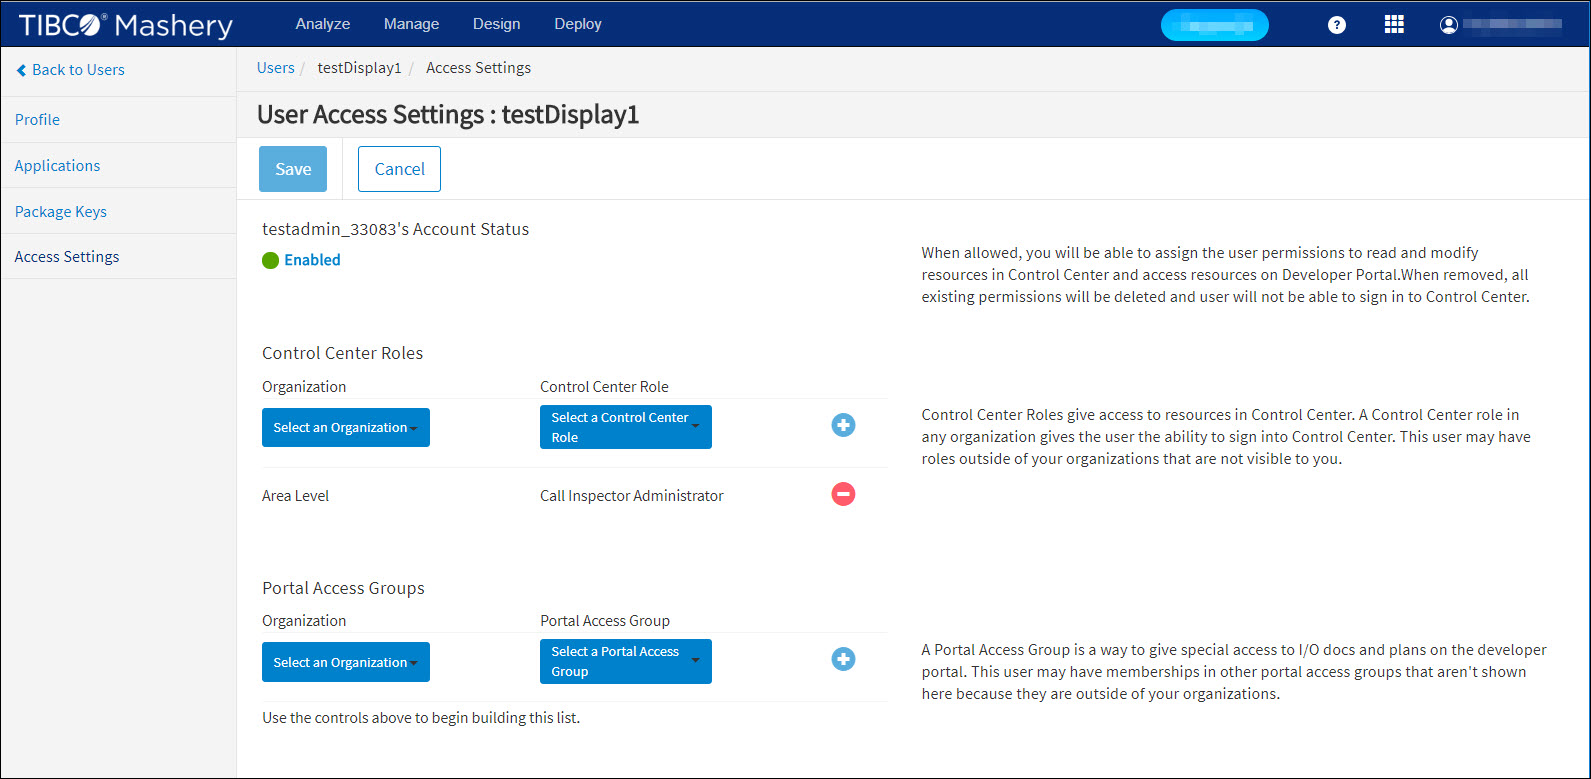 TIBCO® Mashery
Analyze Manage Design Deploy
Back to Users
Profile
Applications
Package Keys
Access Settings
Users / testDisplay1 / Access Settings
User Access Settings : testDisplay1
Save Cancel
testadmin_33083's Account Status
Enabled
When allowed, you will be able to assign the user permissions to read and modify
resources in Control Center and access resources on Developer Portal.When removed, all
existing permissions will be deleted and user will not be able to sign in to Control Center.
Control Center Roles
Organization Control Center Role
Select an Organization
Select a Control Center
Role
Control Center Roles give access to resources in Control Center. A Control Center role in
any organization gives the user the ability to sign into Control Center. This user may have
roles outside of your organizations that are not visible to you.
Area Level Call Inspector Administrator
Portal Access Groups
Organization Portal Access Group
Select an Organization
Select a Portal Access
Group
A Portal Access Group is a way to give special access to I/O docs and plans on the developer
portal. This user may have memberships in other portal access groups that aren't shown
here because they are outside of your organizations.
Use the controls above to begin building this list.